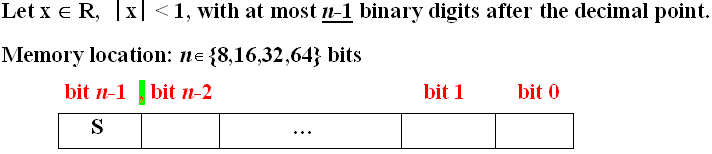 Let x ∈ R, |x| < 1, with at most n-1 binary digits after the decimal point.
Memory location: n∈{8,16,32,64} bits
bit n-1 , bit n-2 bit 1 bit 0
S ...